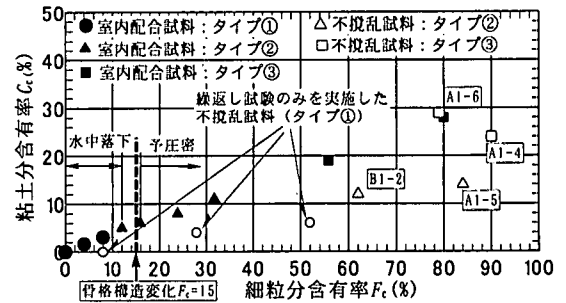 ●室内配合試料：タイプ① △不撹乱試料：タイプ②
▲室内配合試料：タイプ② □不撹乱試料：タイプ③
■室内配合試料：タイプ③
繰返し試験のみを実施した
不撹乱試料（タイプ①）
水中落下
予圧密
A1-6
A1-4
B1-2
A1-5
粘土分含有率Cc(%)
50
40
30
20
10
0
0 10 20 30 40 50 60 70 80 90 100
骨格構造変化Fc=15
細粒分含有率Fc(%)